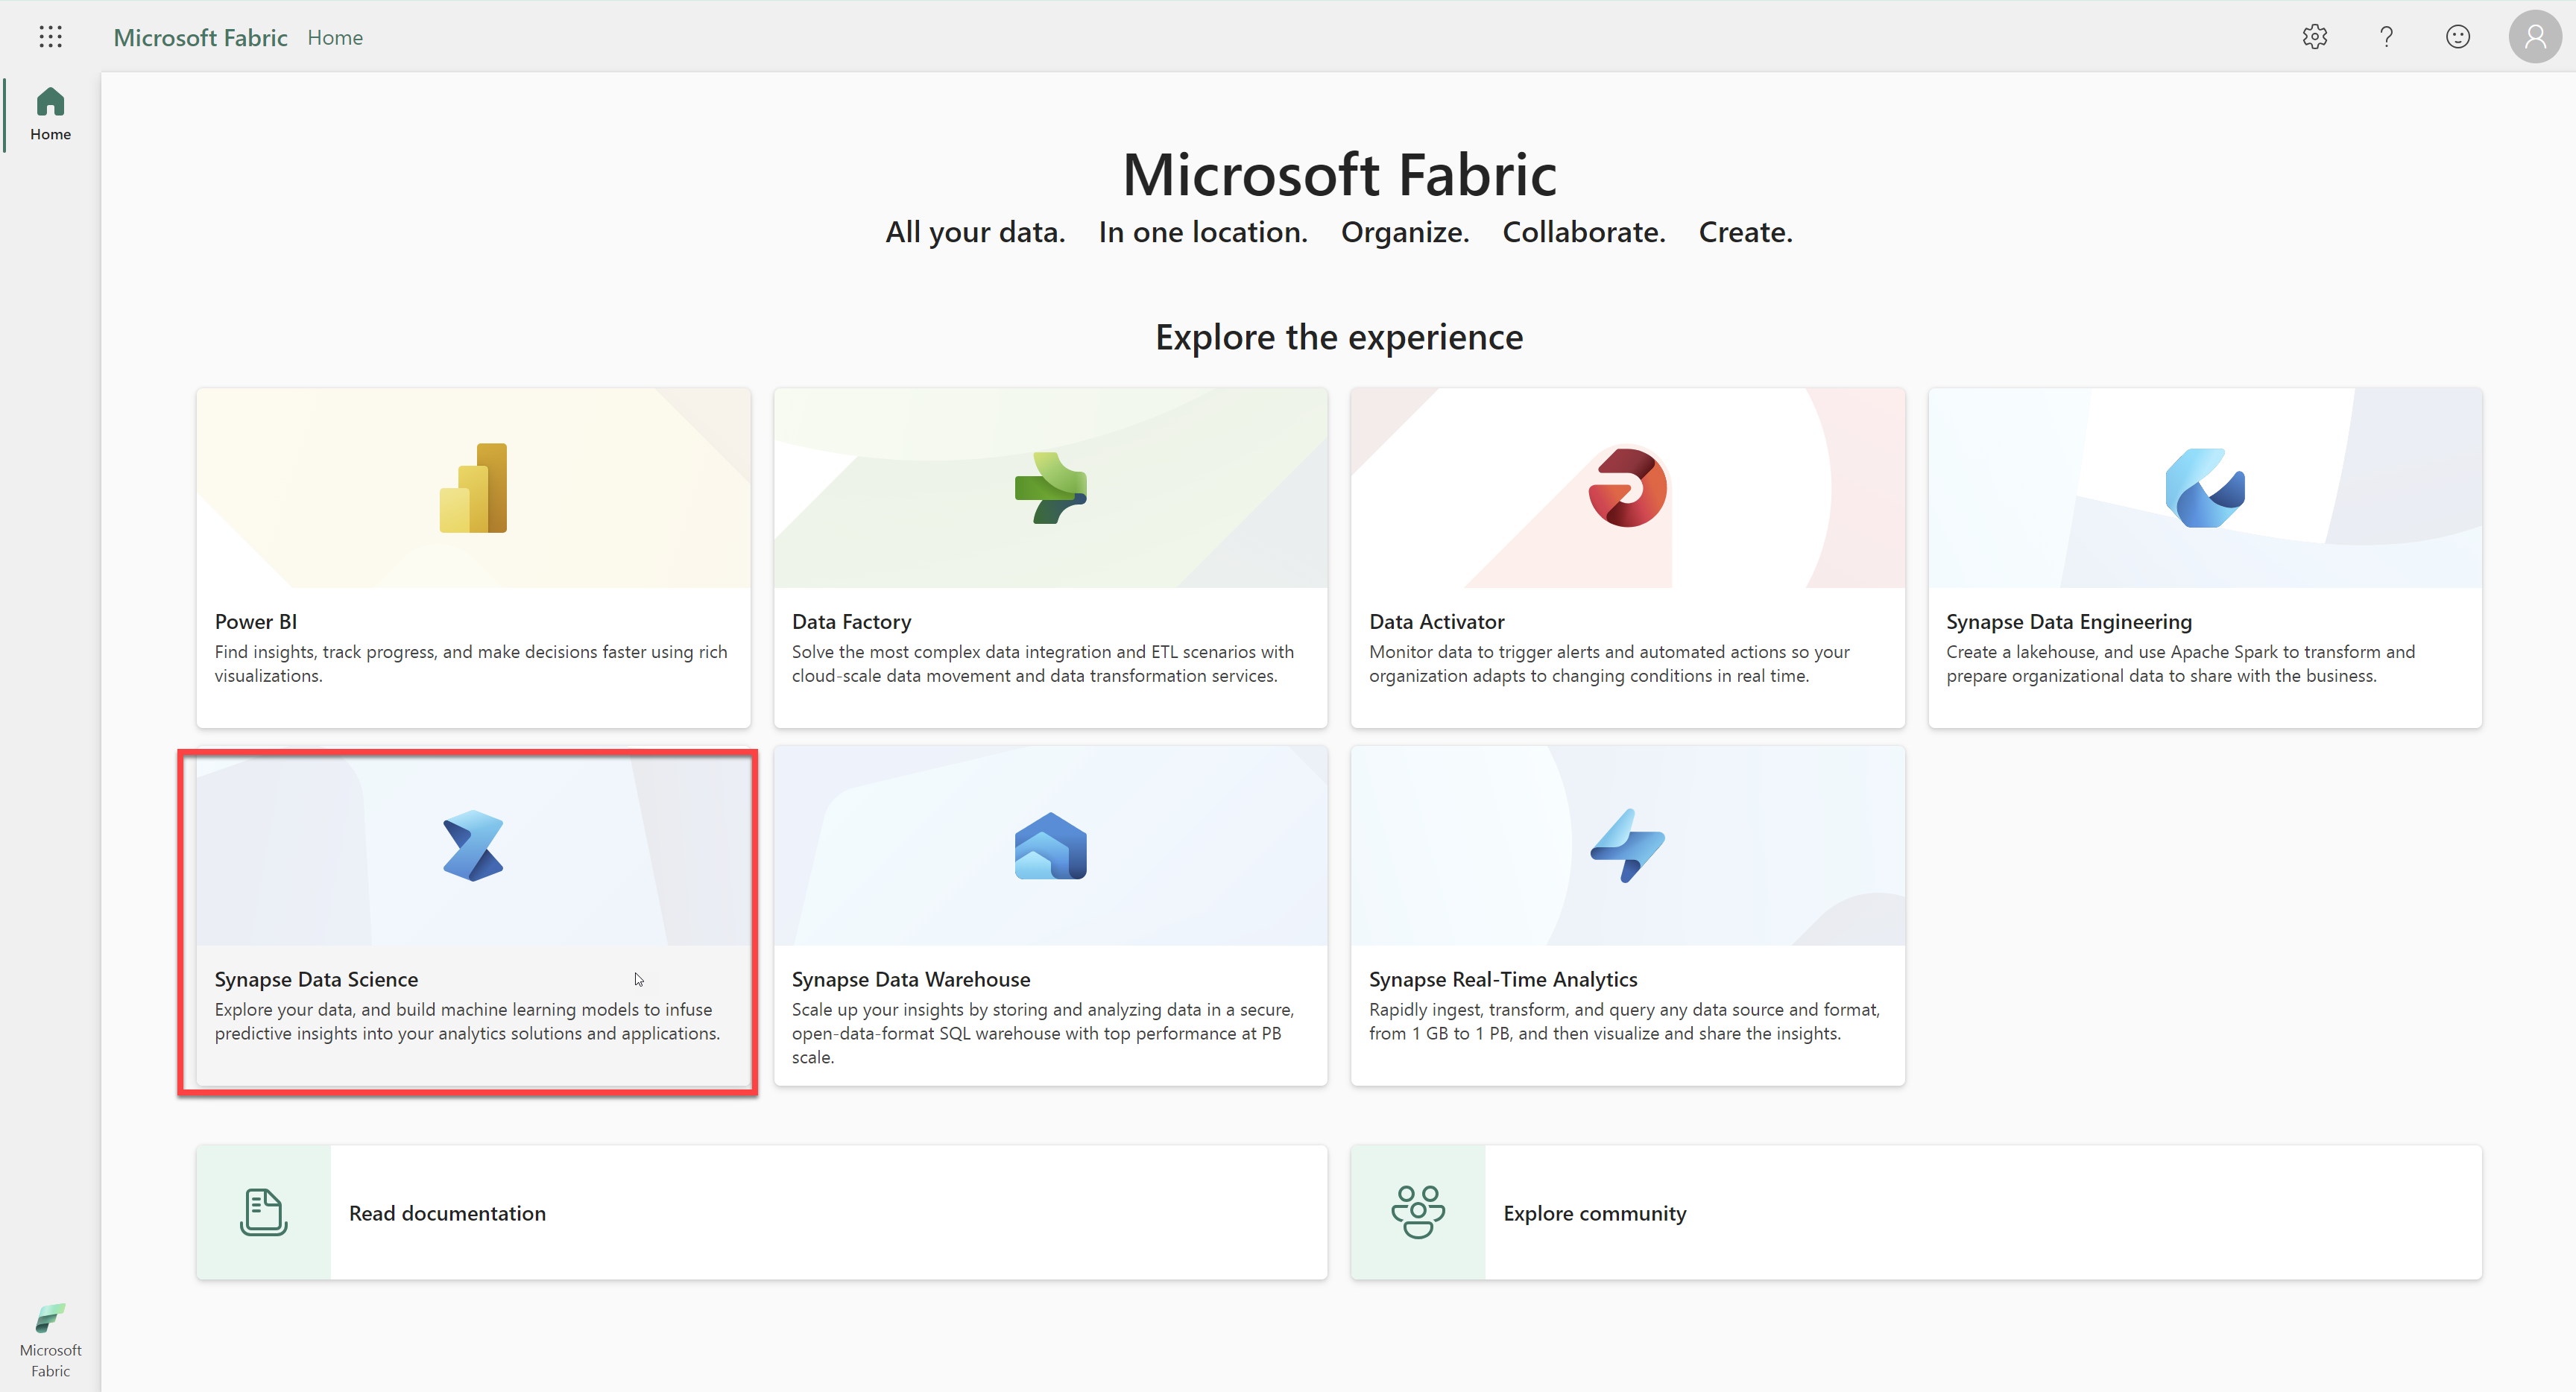 Microsoft Fabric Home
Home
Microsoft Fabric
All your data. In one location. Organize. Collaborate. Create.
Explore the experience
Power BI
Find insights, track progress, and make decisions faster using rich
visualizations.
Data Factory
Solve the most complex data integration and ETL scenarios with
cloud-scale data movement and data transformation services.
Data Activator
Monitor data to trigger alerts and automated actions so your
organization adapts to changing conditions in real time.
Synapse Data Engineering
Create a lakehouse, and use Apache Spark to transform and
prepare organizational data to share with the business.
Synapse Data Science
Explore your data, and build machine learning models to infuse
predictive insights into your analytics solutions and applications.
Synapse Data Warehouse
Scale up your insights by storing and analyzing data in a secure,
open-data-format SQL warehouse with top performance at PB
scale.
Synapse Real-Time Analytics
Rapidly ingest, transform, and query any data source and format,
from 1 GB to 1 PB, and then visualize and share the insights.
Read documentation
Explore community
Microsoft
Fabric